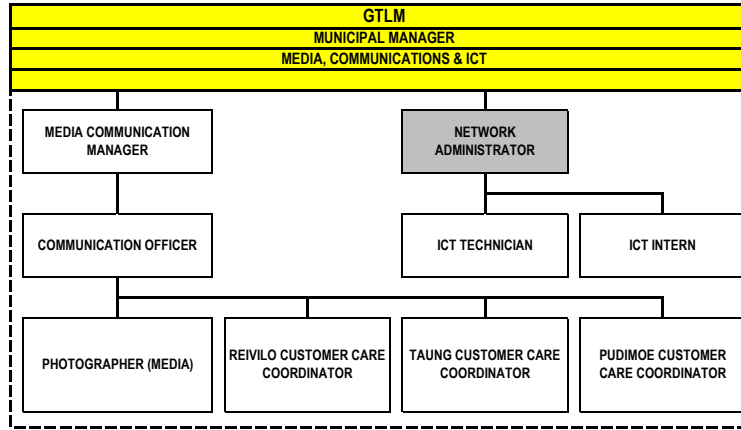 GTLM
MUNICIPAL MANAGER
MEDIA, COMMUNICATIONS & ICT
MEDIA COMMUNICATION
MANAGER
NETWORK
ADMINISTRATOR
COMMUNICATION OFFICER
ICT TECHNICIAN
ICT INTERN
PHOTOGRAPHER (MEDIA)
REIVILO CUSTOMER CARE
COORDINATOR
TAUNG CUSTOMER CARE
COORDINATOR
PUDIMOE CUSTOMER
CARE COORDINATOR